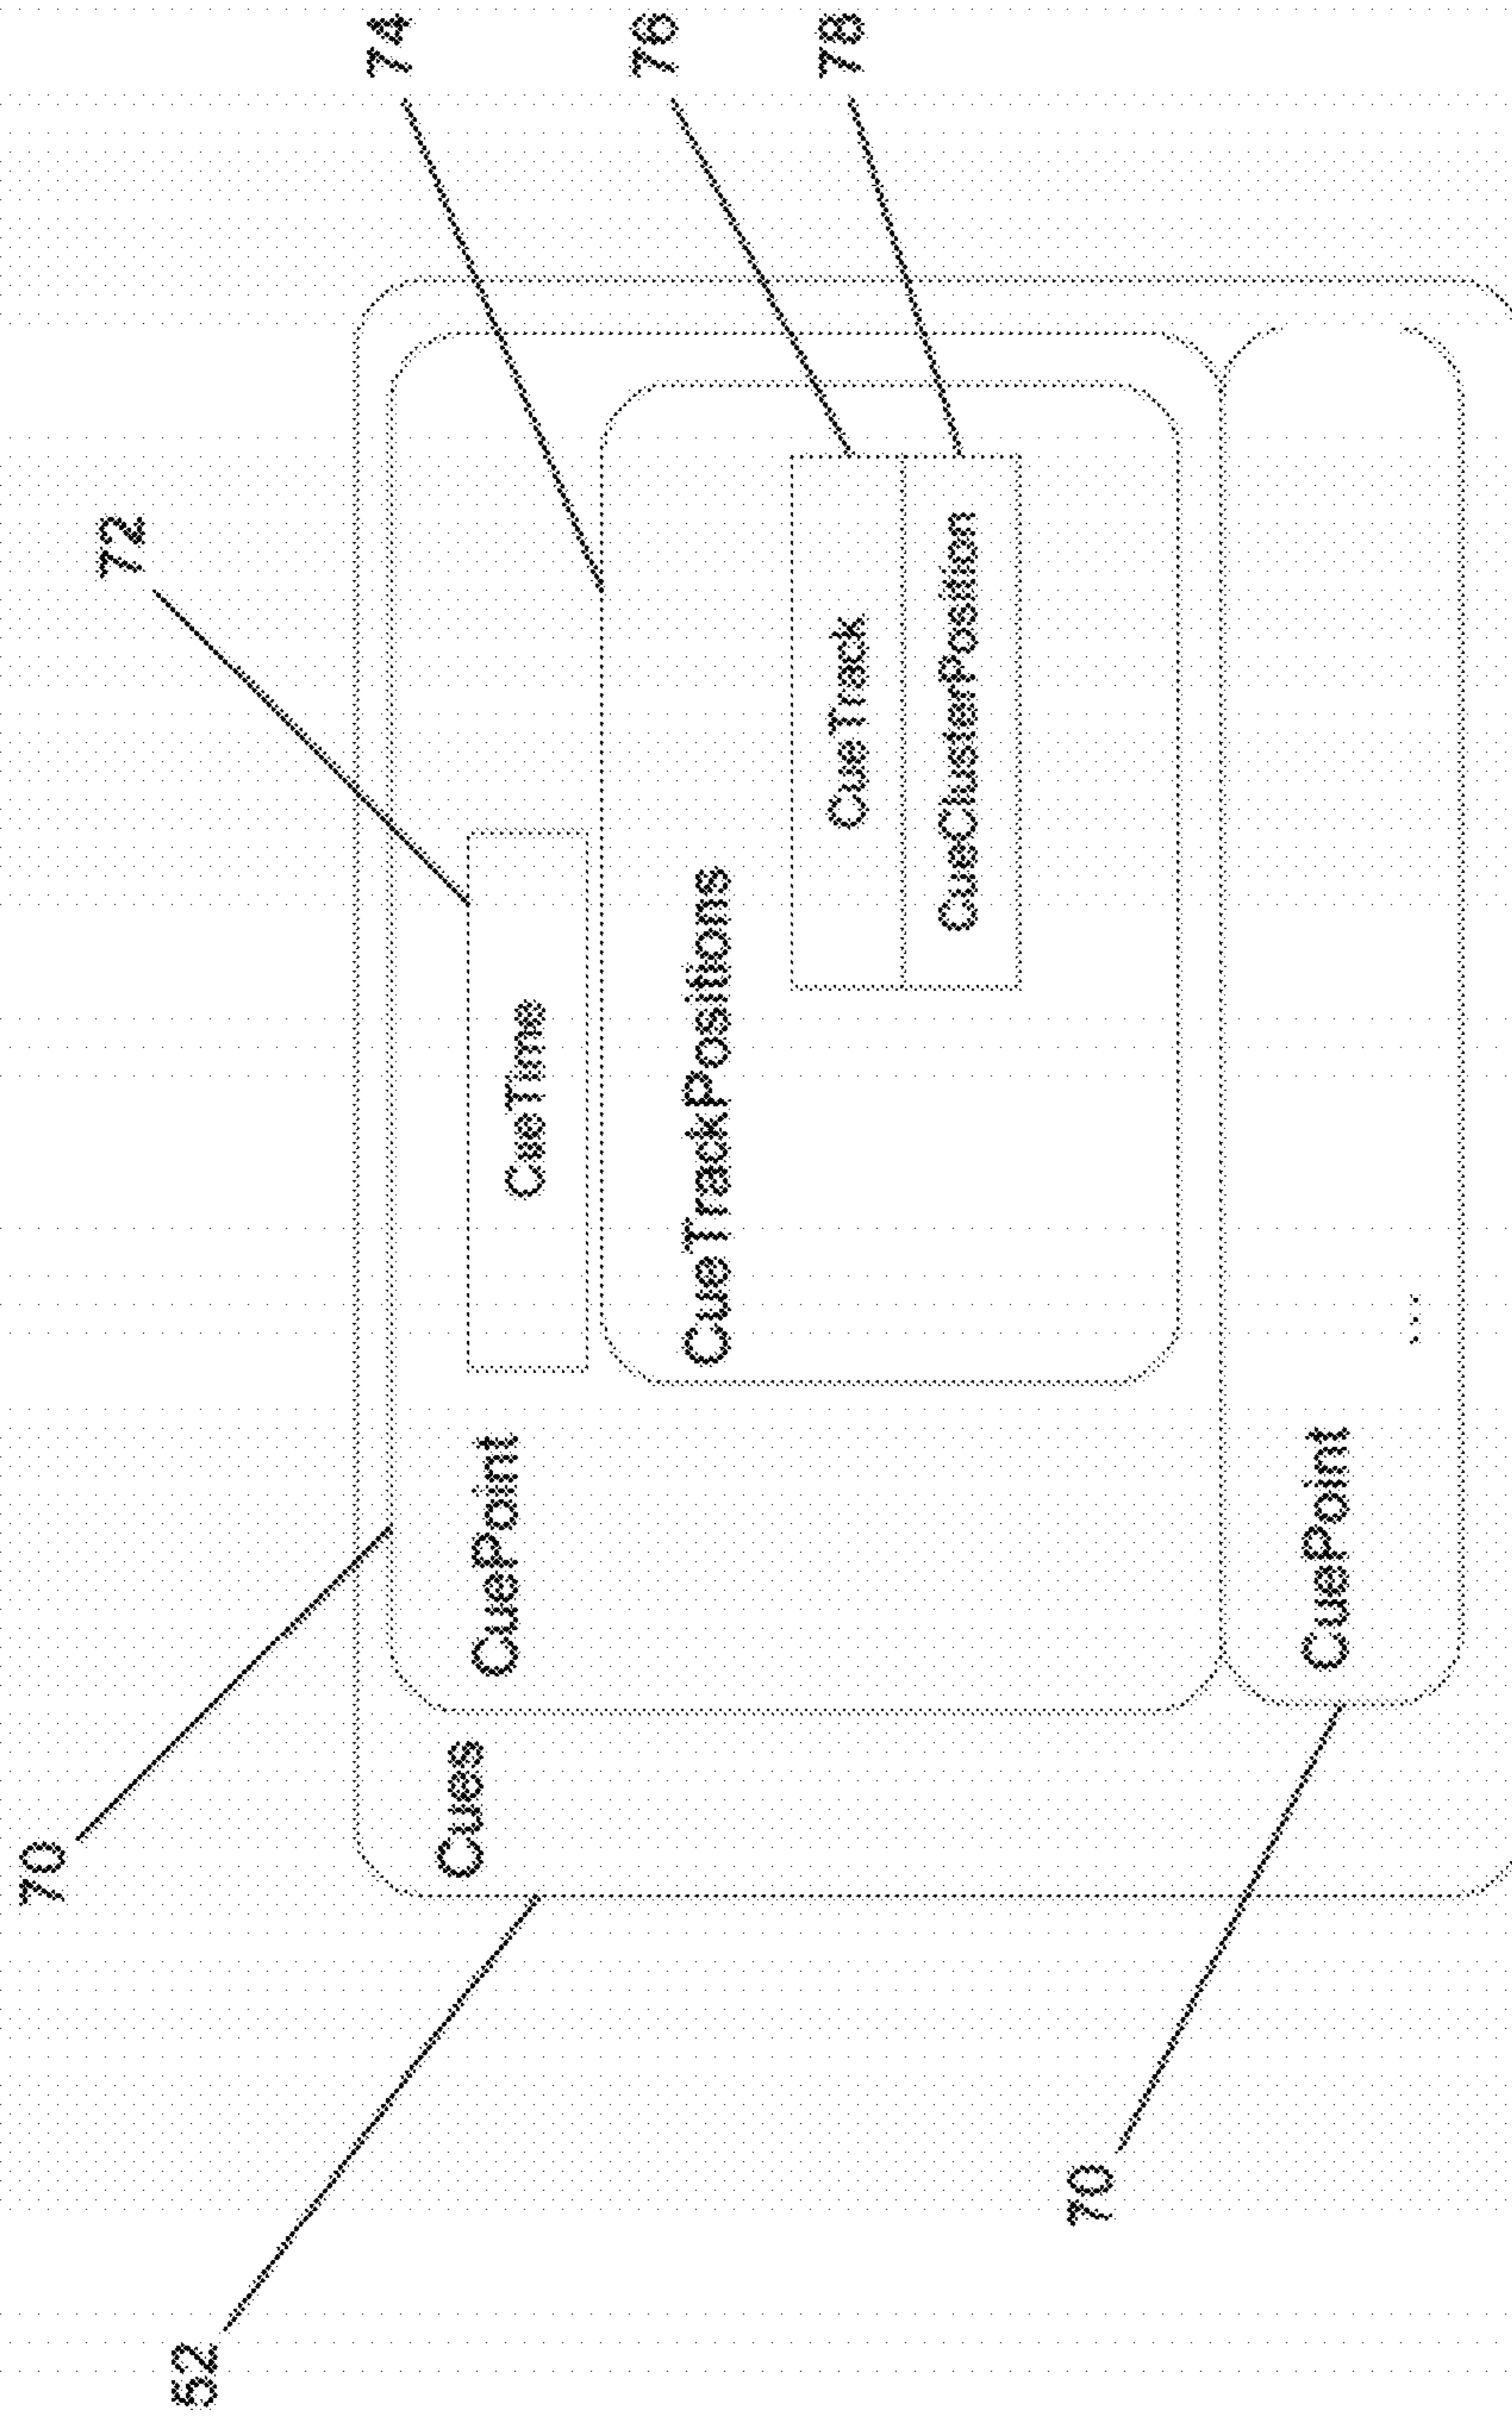 52
70
Cues
CuePoint
72
CueTime
74
CueTrackPositions
76
CueTrack
78
CueClusterPosition
70
CuePoint
...